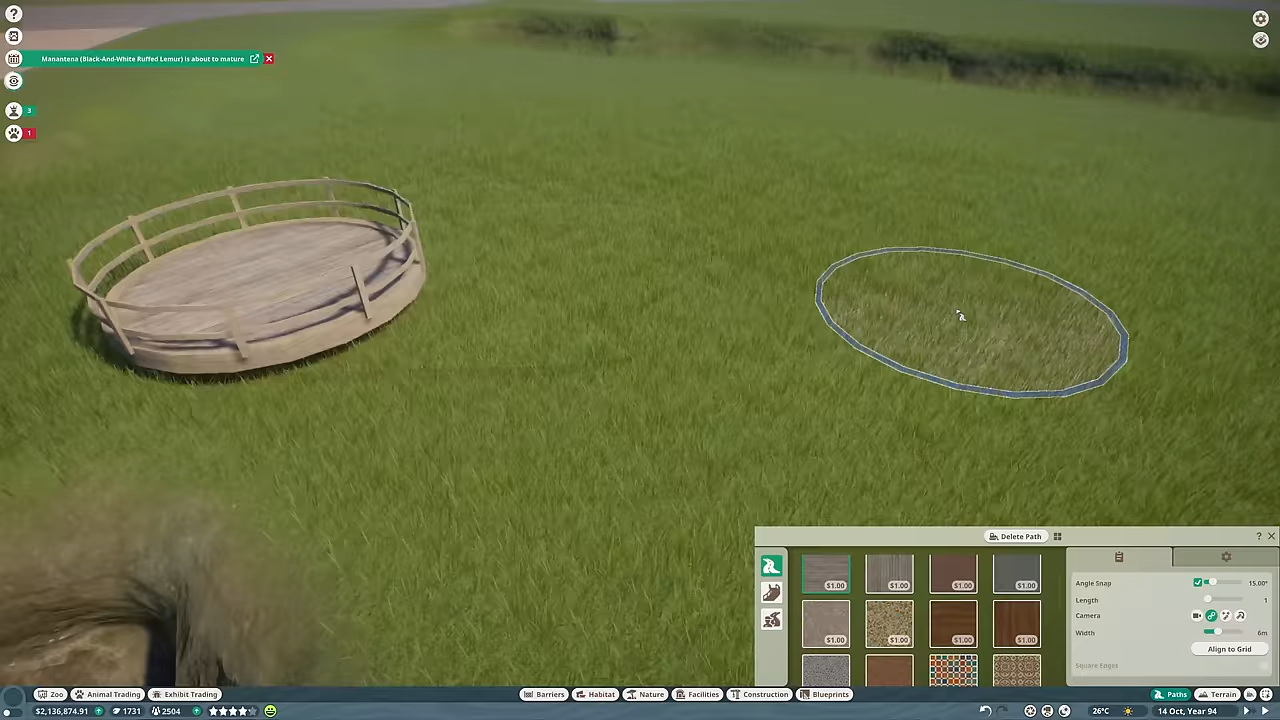 ?
Manantena (Black-And-White Ruffed Lemur) is about to mature
3
1
Delete Path
?
$1.00 $1.00 $1.00 $1.00
$1.00 $1.00 $1.00 $1.00
Angle Snap 15.00°
Length 1
Camera
Width 6m
Align to Grid
Square Edges
Zoo Animal Trading Exhibit Trading Barriers Habitat Nature Facilities Construction Blueprints Paths Terrain
$2,136,874.91 1731 2504 26°C 14 Oct, Year 94